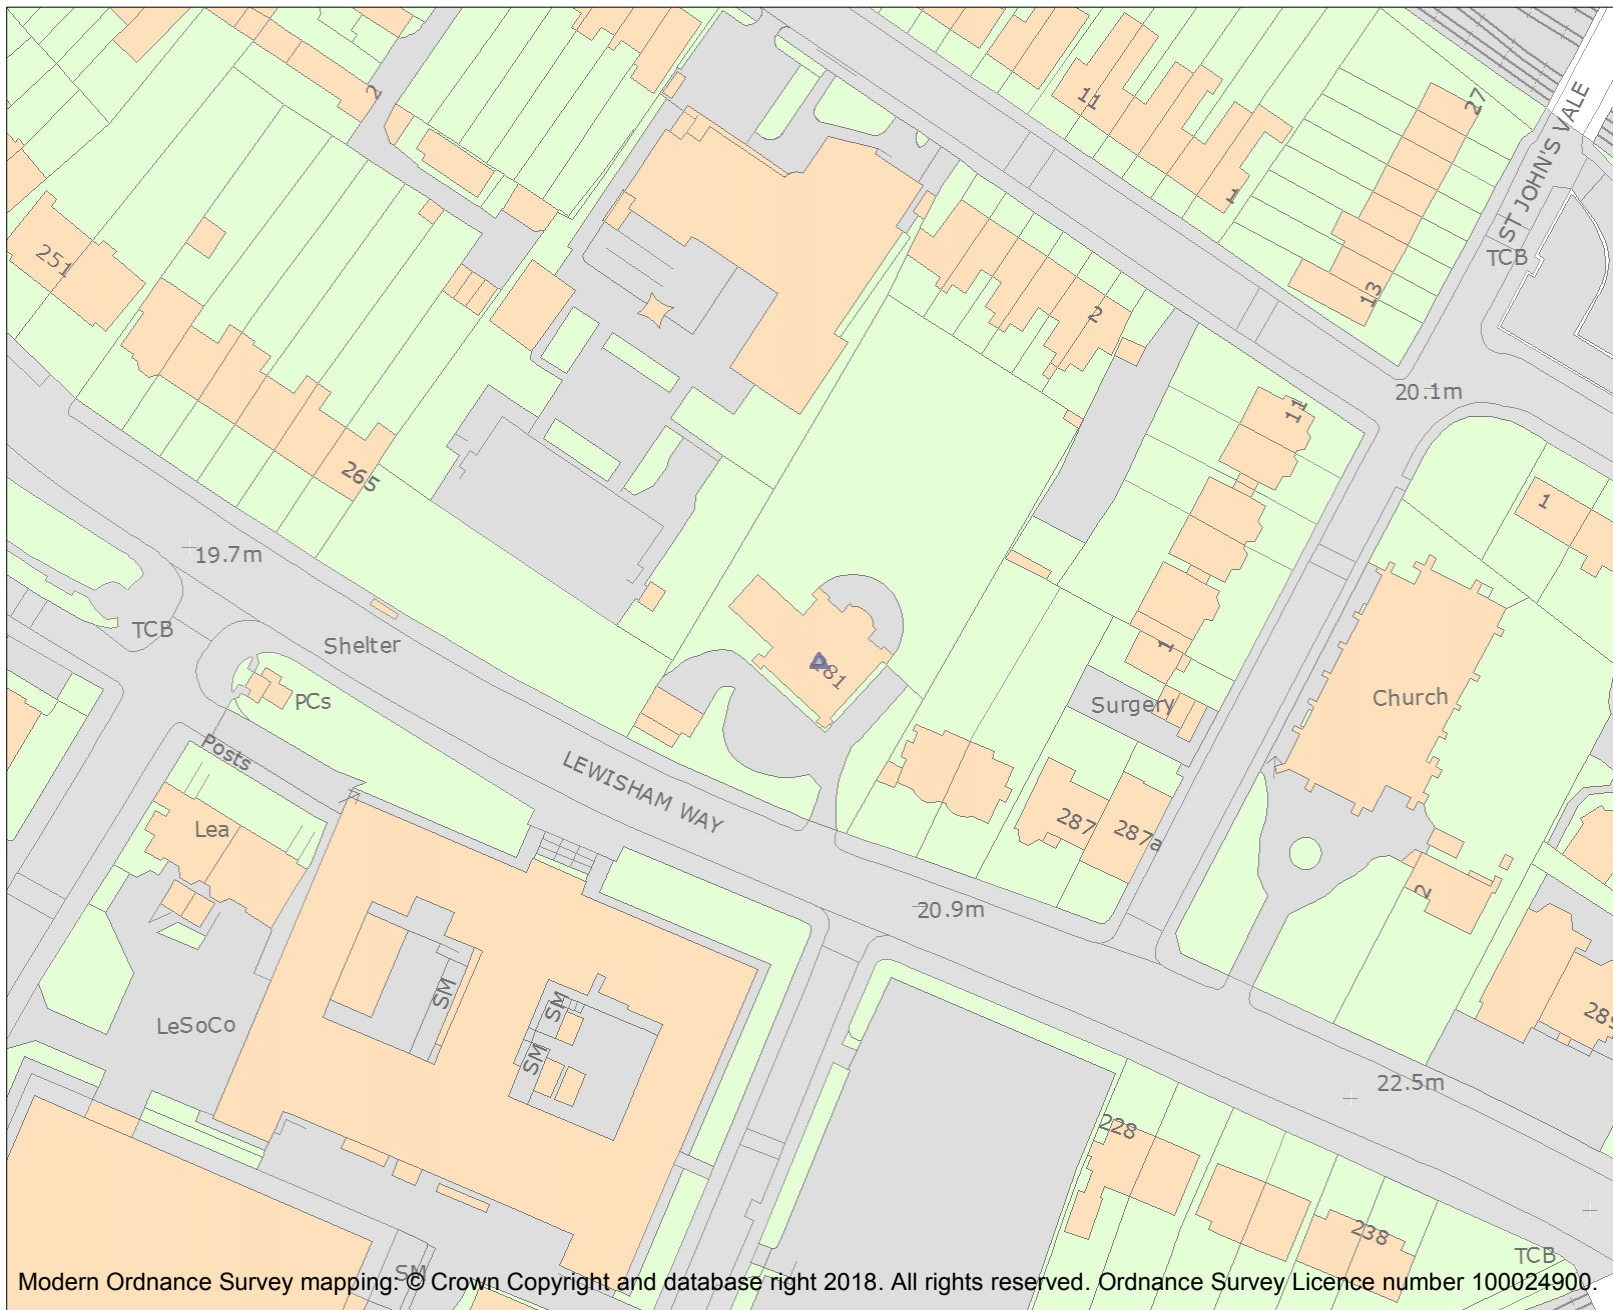 2
11
27
1
ST JOHN'S VALE
TCB
251
13
2
20.1m
11
265
1
19.7m
TCB
Shelter
1
281
PCs
Surgery
Church
Posts
LEWISHAM WAY
Lea
287
287a
2
20.9m
SM
SM
289
LeSoCo
SM
22.5m
228
238
TCB
SM
Modern Ordnance Survey mapping: © Crown Copyright and database right 2018. All rights reserved. Ordnance Survey Licence number 100024900.